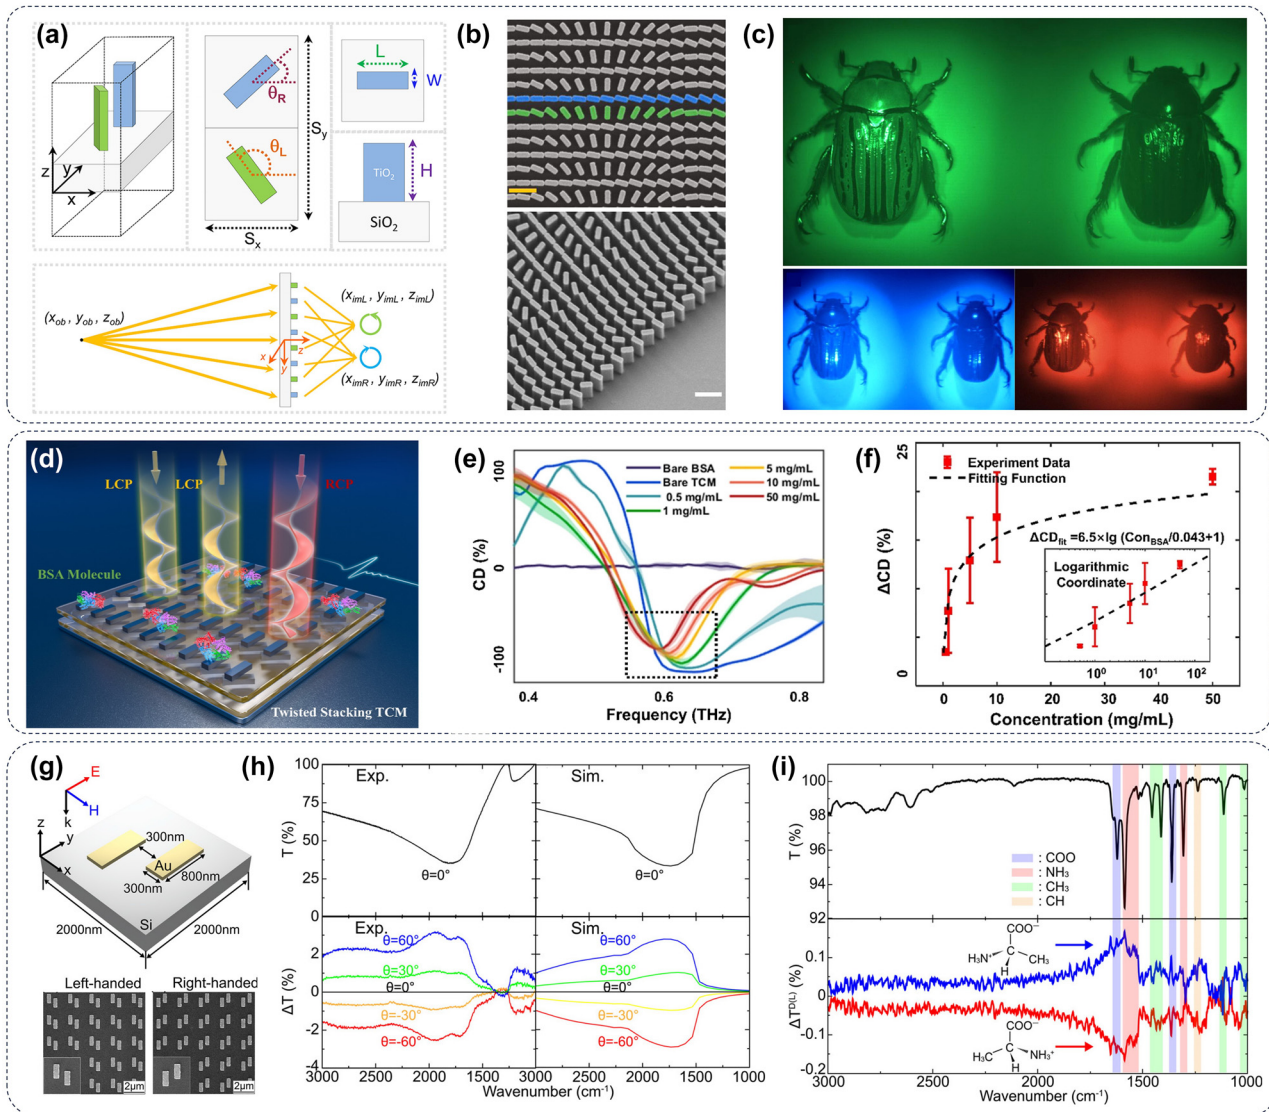 (a)
z
y
x
θR
θL
Sy
Sx
L
W
TiO2
H
SiO2
(xob , yob , zob)
(ximL , yimL , zimL)
x
y
z
(ximR , yimR , zimR)
(b)
(c)
(d)
LCP
LCP
RCP
BSA Molecule
Twisted Stacking TCM
(e)
CD (%)
100
0
-100
Bare BSA
Bare TCM
0.5 mg/mL
1 mg/mL
5 mg/mL
10 mg/mL
50 mg/mL
0.4
0.6
0.8
Frequency (THz)
(f)
ΔCD (%)
25
0
Experiment Data
Fitting Function
ΔCDfit =6.5×lg (ConBSA/0.043+1)
Logarithmic
Coordinate
10⁰
10¹
10²
0
10
20
30
40
50
Concentration (mg/mL)
(g)
E
H
k
z
y
x
300nm
Au
300nm
800nm
Si
2000nm
2000nm
Left-handed
Right-handed
2μm
2μm
(h)
T (%)
100
75
50
25
0
Exp.
θ=0°
Sim.
θ=0°
ΔT (%)
2
0
-2
-4
Exp.
θ=60°
θ=30°
θ=0°
θ=-30°
θ=-60°
Sim.
θ=60°
θ=30°
θ=0°
θ=-30°
θ=-60°
3000
2500
2000
1500
3000
2500
2000
1500
1000
Wavenumber (cm⁻¹)
(i)
T (%)
100
98
96
94
92
: COO
: NH3
: CH3
: CH
ΔTD(L) (%)
0.1
0
-0.1
-0.2
COO⁻
H3N⁺
C
CH3
H
COO⁻
H3C
C
NH3⁺
H
3000
2500
2000
1500
1000
Wavenumber (cm⁻¹)